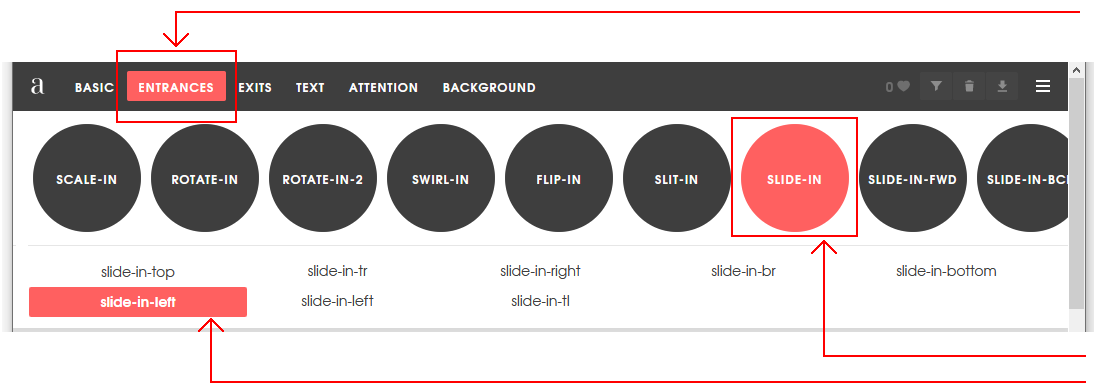 a BASIC ENTRANCES EXITS TEXT ATTENTION BACKGROUND 0
SCALE-IN ROTATE-IN ROTATE-IN-2 SWIRL-IN FLIP-IN SLIT-IN SLIDE-IN SLIDE-IN-FWD SLIDE-IN-BC
slide-in-top slide-in-tr slide-in-right slide-in-br slide-in-bottom
slide-in-left slide-in-left slide-in-tl